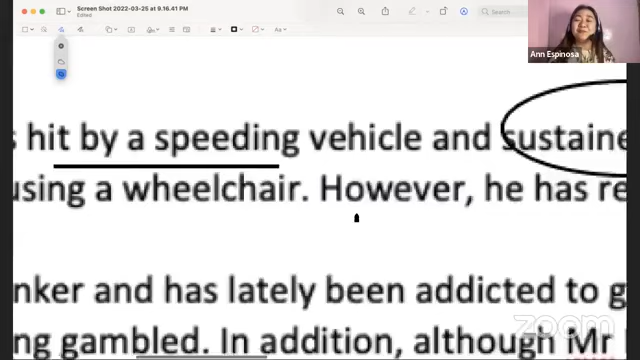 Screen Shot 2022-03-25 at 9.16.41 PM
Edited
Search
Aa
Ann Espinosa
s hit by a speeding vehicle and sustaine
using a wheelchair. However, he has re
nker and has lately been addicted to g
ng gambled. In addition, although Mr
zoom